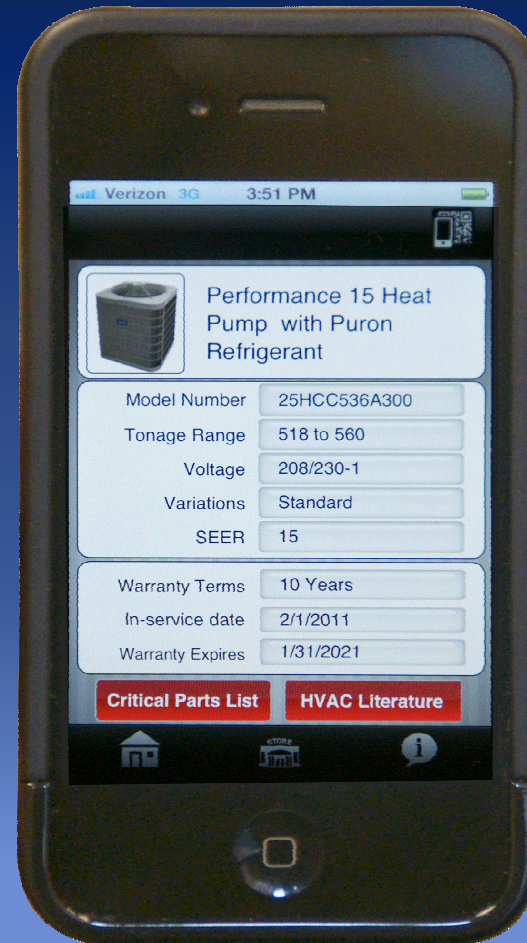 Verizon 3G 3:51 PM
Performance 15 Heat
Pump with Puron
Refrigerant
Model Number 25HCC536A300
Tonage Range 518 to 560
Voltage 208/230-1
Variations Standard
SEER 15
Warranty Terms 10 Years
In-service date 2/1/2011
Warranty Expires 1/31/2021
Critical Parts List HVAC Literature
STORE
i